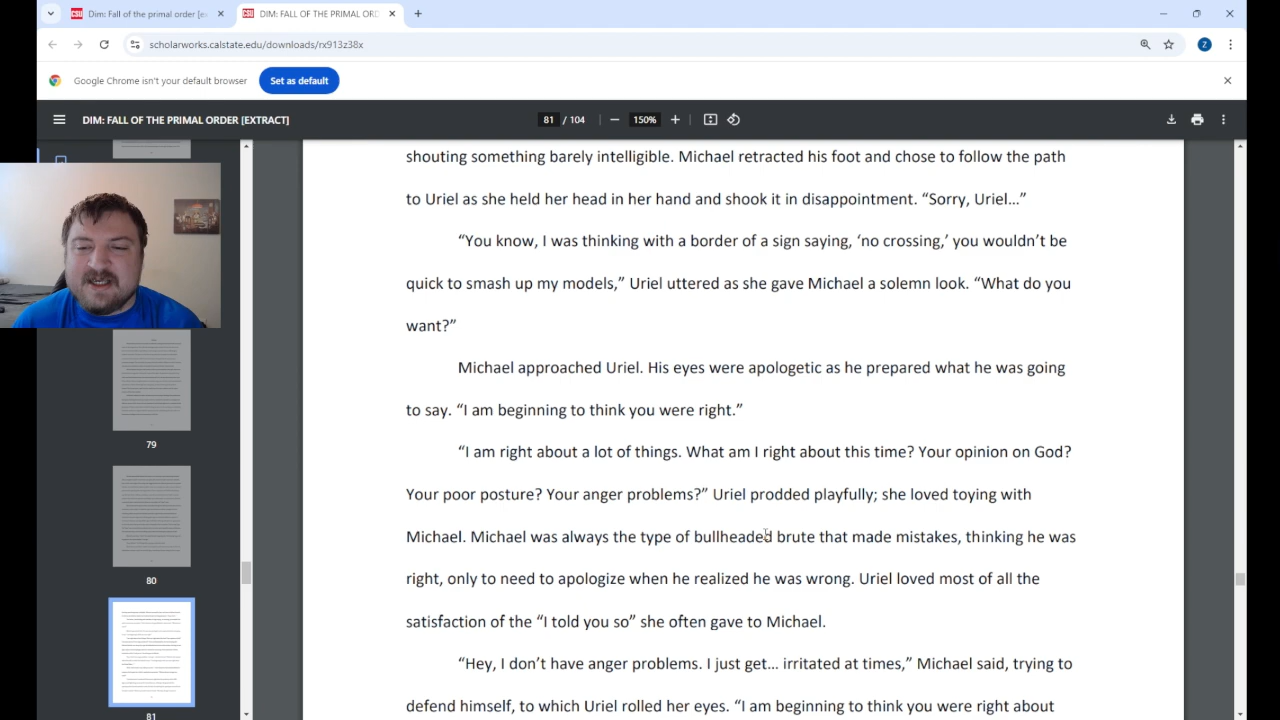 DIM: Fall of the primal order [ex
DIM: FALL OF THE PRIMAL ORD
scholarworks.calstate.edu/downloads/rx913z38x
Z
Google Chrome isn't your default browser
Set as default
DIM: FALL OF THE PRIMAL ORDER [EXTRACT]
81 / 104
150%
shouting something barely intelligible. Michael retracted his foot and chose to follow the path
to Uriel as she held her head in her hand and shook it in disappointment. “Sorry, Uriel…”
“You know, I was thinking with a border of a sign saying, ‘no crossing,’ you wouldn’t be
quick to smash up my models,” Uriel uttered as she gave Michael a solemn look. “What do you
want?”
Michael approached Uriel. His eyes were apologetic as he prepared what he was going
to say. “I am beginning to think you were right.”
“I am right about a lot of things. What am I right about this time? Your opinion on God?
Your poor posture? Your anger problems?” Uriel prodded playfully; she loved toying with
Michael. Michael was always the type of bullheaded brute that made mistakes, thinking he was
right, only to need to apologize when he realized he was wrong. Uriel loved most of all the
satisfaction of the “I told you so” she often gave to Michael.
“Hey, I don’t have anger problems. I just get… irritated at times,” Michael said, trying to
defend himself, to which Uriel rolled her eyes. “I am beginning to think you were right about
79
80
81